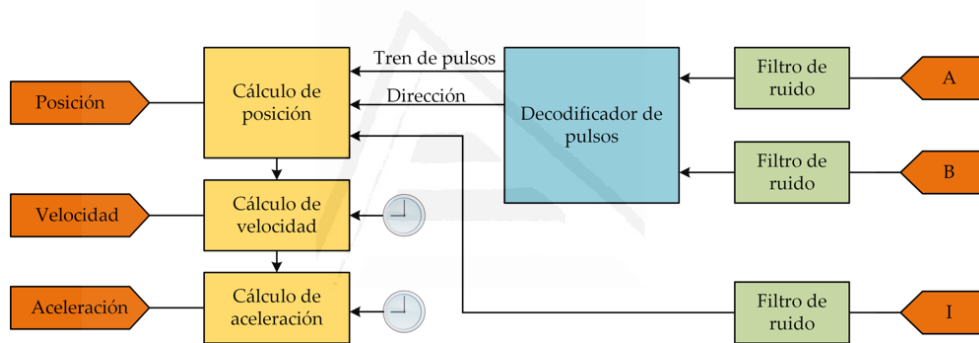 Tren de pulsos
Filtro de
ruido
A
Posición
Cálculo de
posición
Dirección
Decodificador de
pulsos
Filtro de
ruido
B
Velocidad
Cálculo de
velocidad
Aceleración
Cálculo de
aceleración
Filtro de
ruido
I